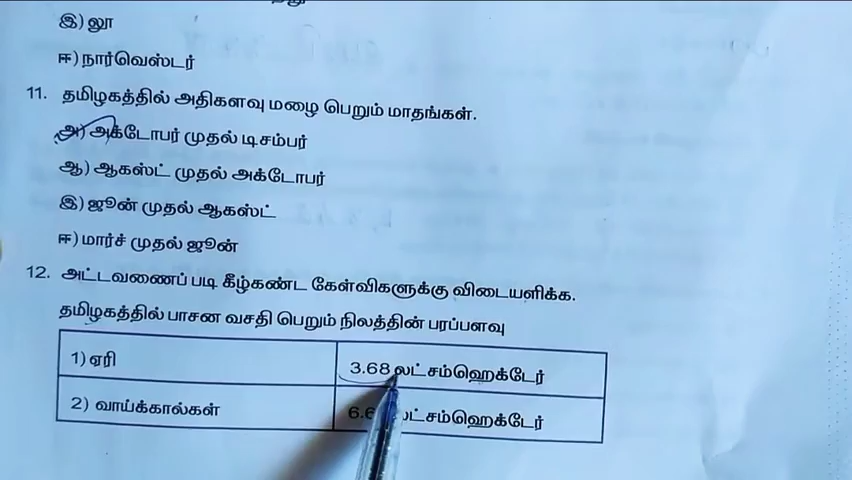 இ) லூ
ஈ) நார்வெஸ்டர்
11. தமிழகத்தில் அதிகளவு மழை பெறும் மாதங்கள்.
அ) அக்டோபர் முதல் டிசம்பர்
ஆ) ஆகஸ்ட் முதல் அக்டோபர்
இ) ஜூன் முதல் ஆகஸ்ட்
ஈ) மார்ச் முதல் ஜூன்
12. அட்டவணைப் படி கீழ்கண்ட கேள்விகளுக்கு விடையளிக்க.
தமிழகத்தில் பாசன வசதி பெறும் நிலத்தின் பரப்பளவு
1) ஏரி 3.68 லட்சம்ஹெக்டேர்
2) வாய்க்கால்கள் லட்சம்ஹெக்டேர்